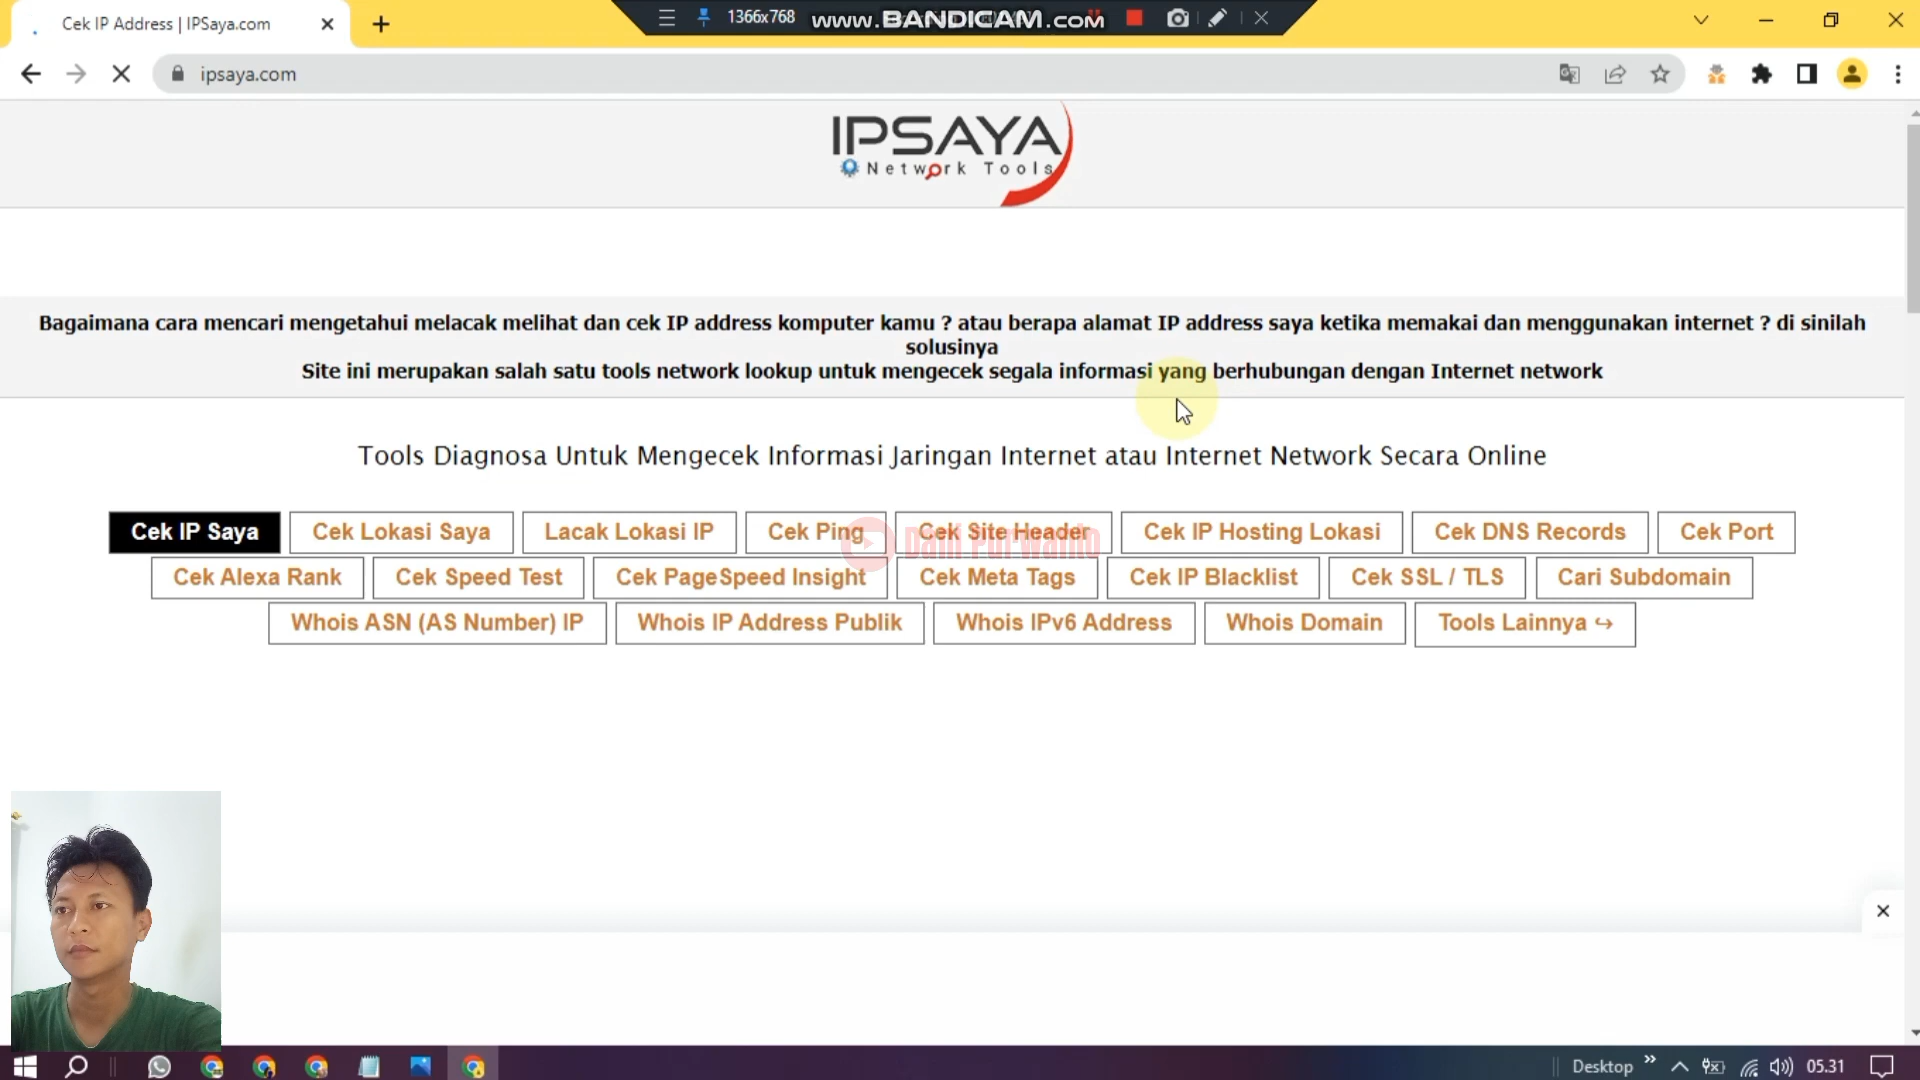 Cek IP Address | IPSaya.com
1366x768
www.BANDICAM.com
ipsaya.com
IPSAYA
Network Tools
Bagaimana cara mencari mengetahui melacak melihat dan cek IP address komputer kamu ? atau berapa alamat IP address saya ketika memakai dan menggunakan internet ? di sinilah
solusinya
Site ini merupakan salah satu tools network lookup untuk mengecek segala informasi yang berhubungan dengan Internet network
Tools Diagnosa Untuk Mengecek Informasi Jaringan Internet atau Internet Network Secara Online
Cek IP Saya Cek Lokasi Saya Lacak Lokasi IP Cek Ping Cek Site Header Cek IP Hosting Lokasi Cek DNS Records Cek Port
Dani Purwanto
Cek Alexa Rank Cek Speed Test Cek PageSpeed Insight Cek Meta Tags Cek IP Blacklist Cek SSL / TLS Cari Subdomain
Whois ASN (AS Number) IP Whois IP Address Publik Whois IPv6 Address Whois Domain Tools Lainnya ↪
Desktop 05.31